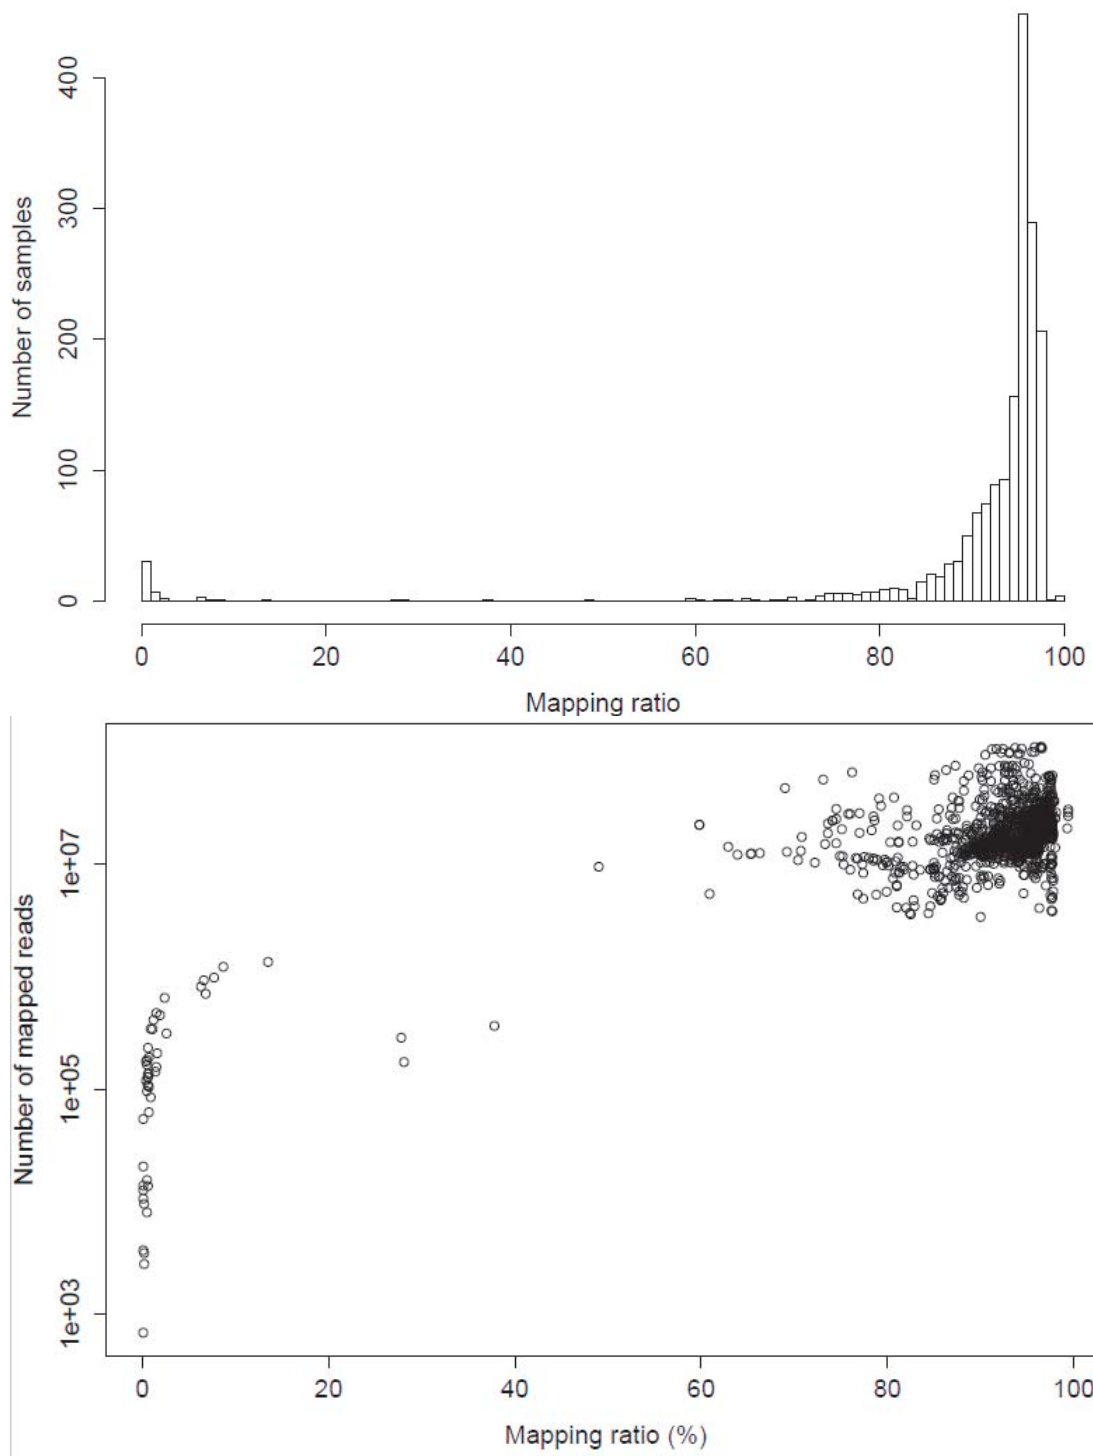 Number of samples
400
300
200
100
0
0 20 40 60 80 100
Mapping ratio
Number of mapped reads
1e+07
1e+05
1e+03
0 20 40 60 80 100
Mapping ratio (%)